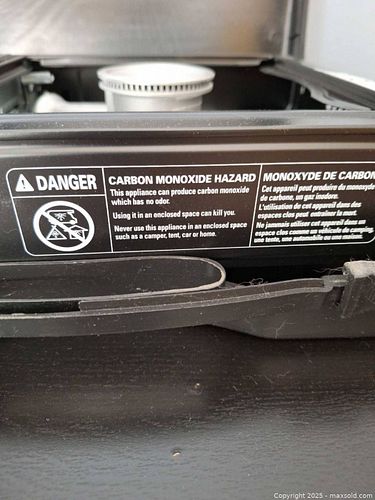 DANGER
CARBON MONOXIDE HAZARD
This appliance can produce carbon monoxide
which has no odor.
Using it in an enclosed space can kill you.
Never use this appliance in an enclosed space
such as a camper, tent, car or home.
MONOXYDE DE CARBON
Cet appareil peut produire du monoxyde
de carbone, un gaz inodore.
L'utilisation de cet appareil dans des
espaces clos peut entraîner la mort.
Ne jamais utiliser cet appareil dans un
espace clos comme un véhicule de camping,
une tente, une automobile ou une maison.
Copyright © 2025 - maxsold.com